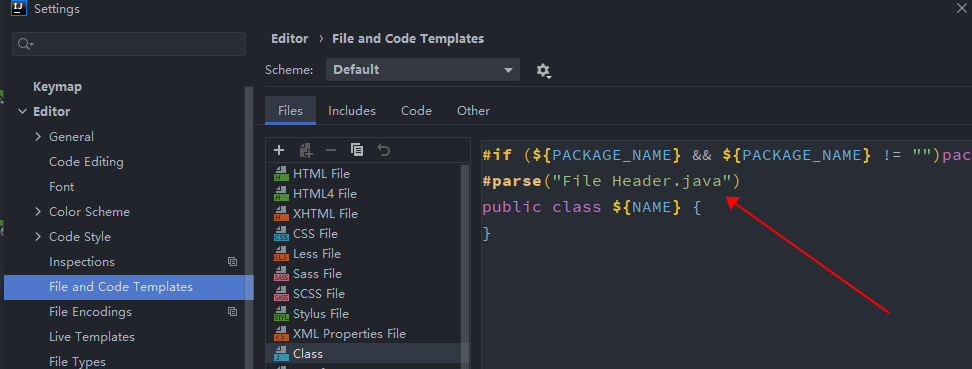 IJ Settings
Editor › File and Code Templates
Scheme: Default
Keymap
Editor
General
Code Editing
Font
Color Scheme
Code Style
Inspections
File and Code Templates
File Encodings
Live Templates
File Types
Files Includes Code Other
HTML File
HTML4 File
XHTML File
CSS File
Less File
Sass File
SCSS File
Stylus File
XML Properties File
Class
#if (${PACKAGE_NAME} && ${PACKAGE_NAME} != "")pac
#parse("File Header.java")
public class ${NAME} {
}